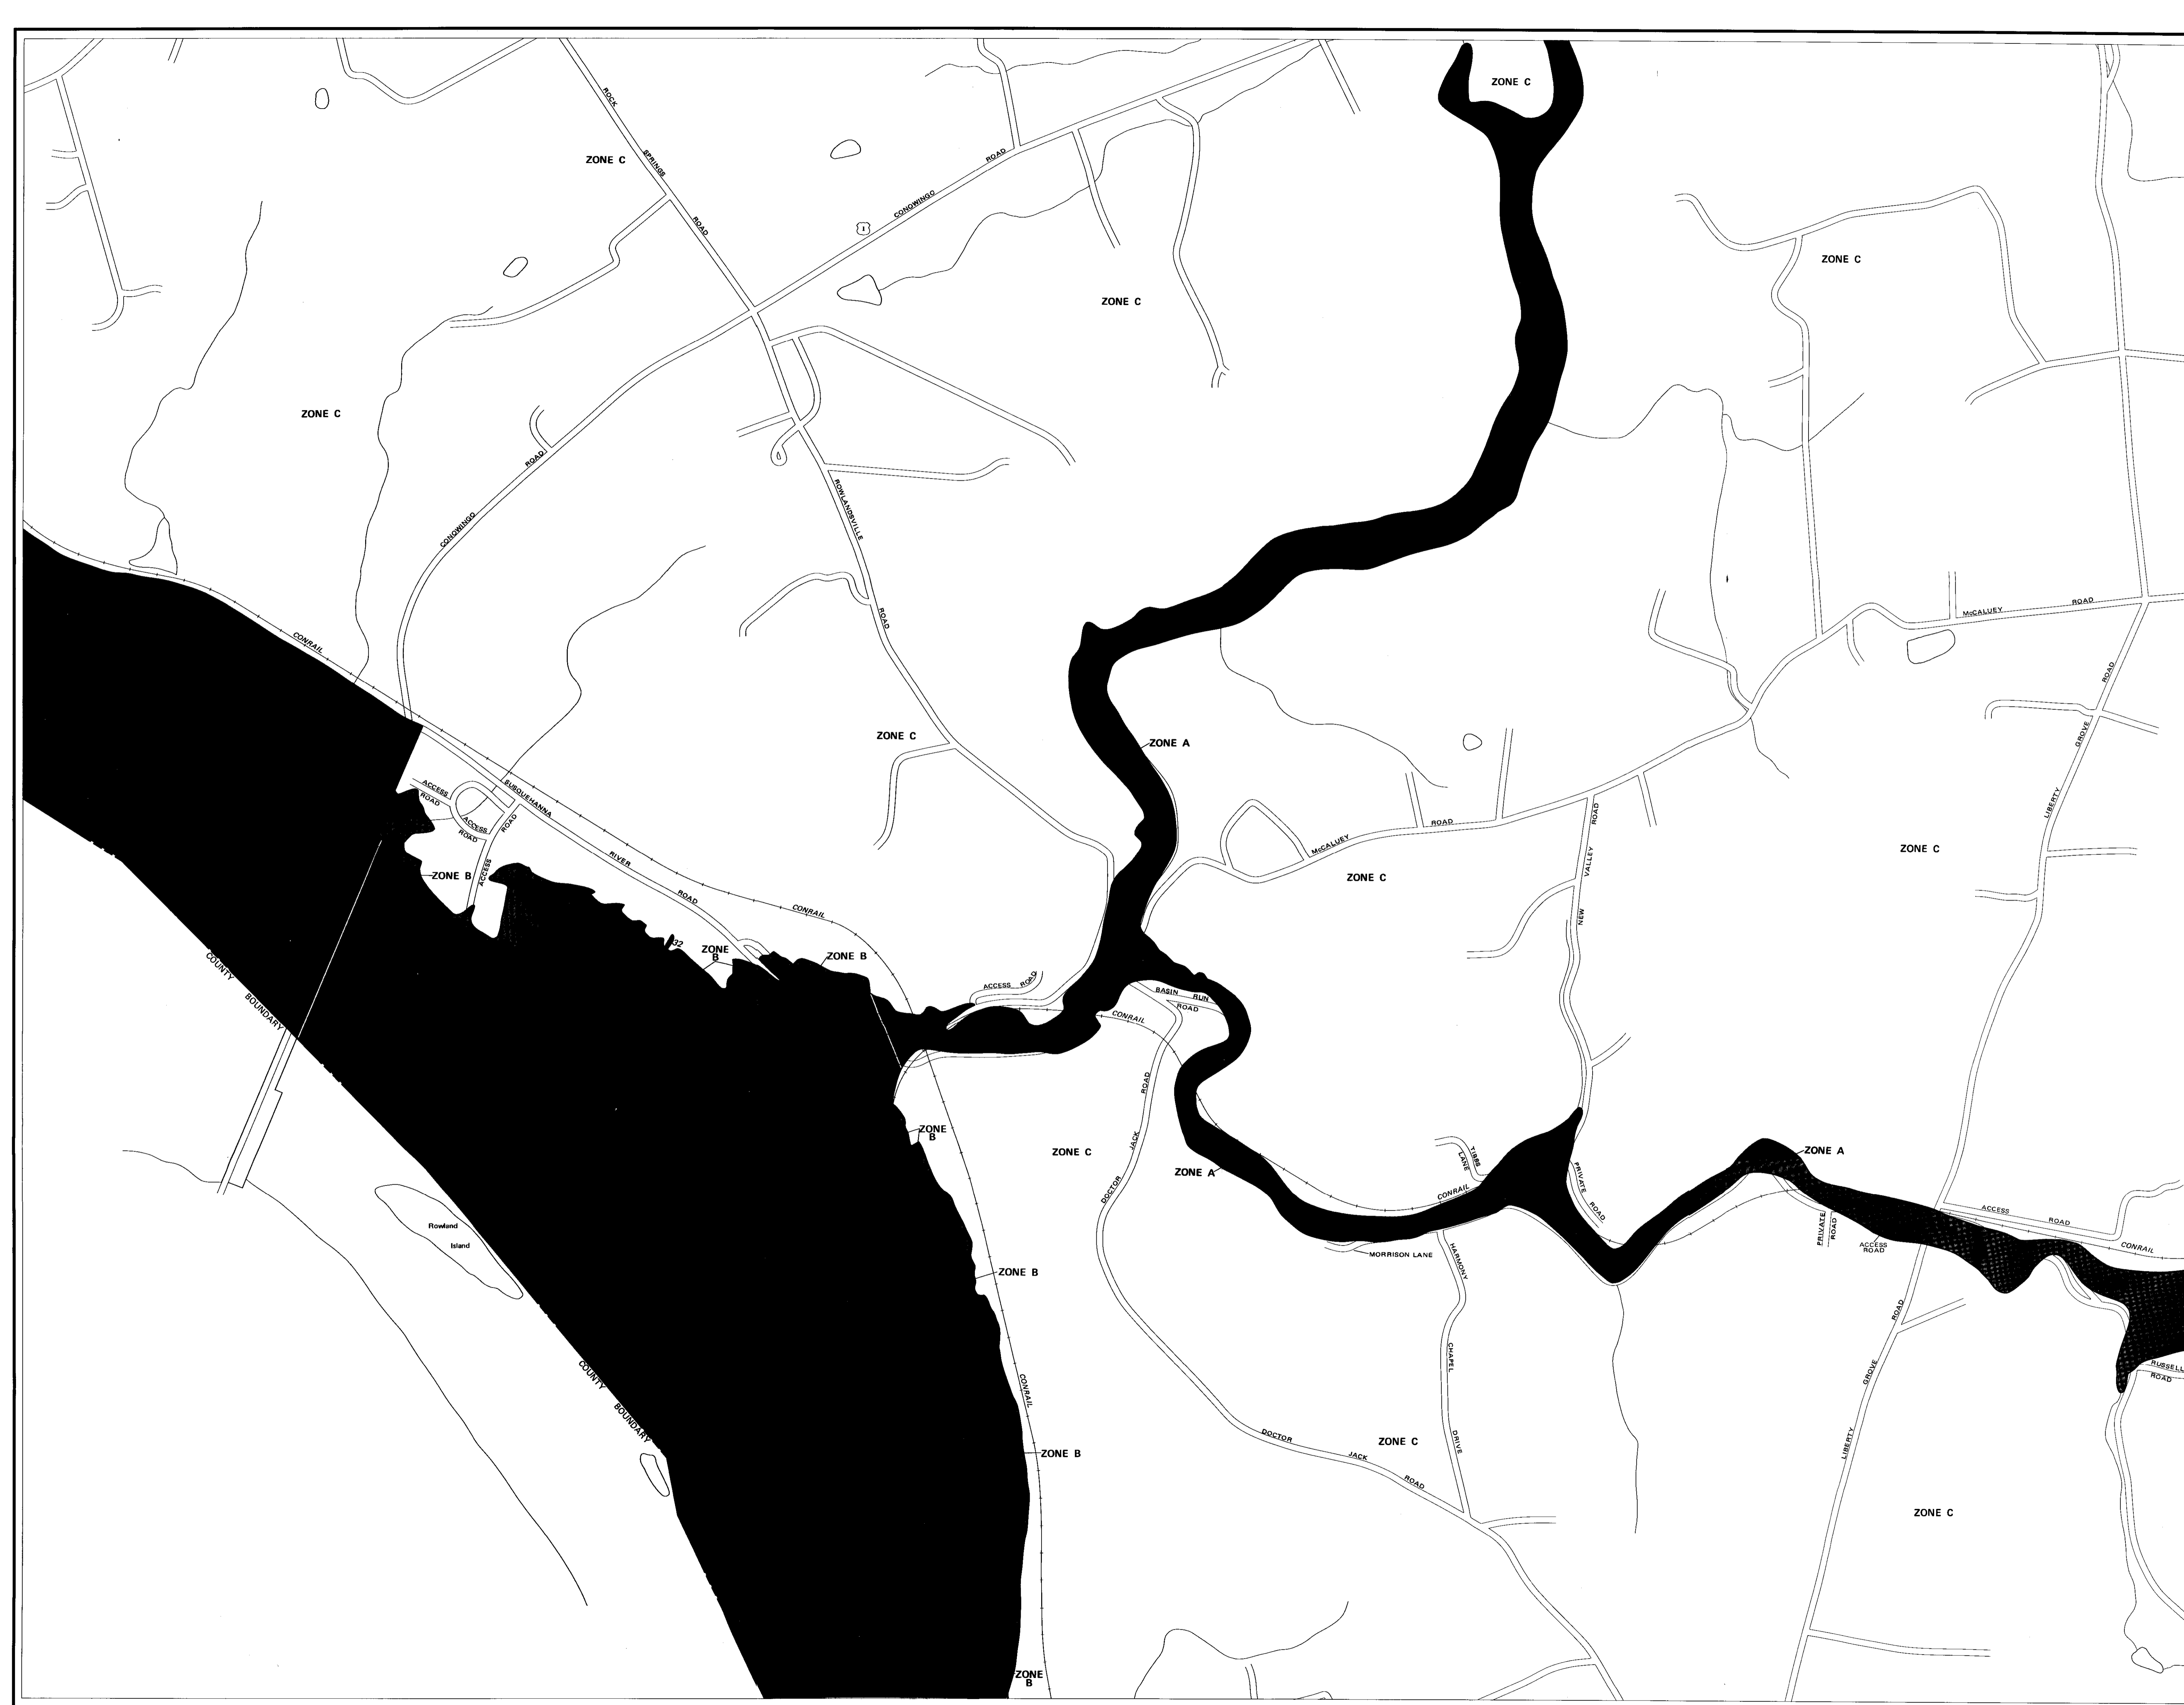 ZONE C
ROCK
SPRINGS
ROAD
ZONE C
ROAD
CONOWINGO
1
ZONE C
ZONE C
ZONE C
ROAD
CONOWINGO
ROWLANDSVILLE
ROAD
McCALUEY
ROAD
CONRAIL
ROAD
GROVE
LIBERTY
ZONE C
ZONE A
ACCESS
ROAD
SUSQUEHANNA
ACCESS
ROAD
ROAD
RIVER
ROAD
McCALUEY
ROAD
ROAD
VALLEY
NEW
ZONE C
ZONE C
ZONE B
ACCESS
CONRAIL
32
ZONE
B
ZONE B
COUNTY
BOUNDARY
ACCESS ROAD
BASIN RUN
ROAD
CONRAIL
ROAD
JACK
DOCTOR
ZONE
B
ZONE C
ZONE A
TIBBS
LANE
CONRAIL
PRIVATE
ROAD
ZONE A
PRIVATE
ROAD
ACCESS
ROAD
ACCESS
ROAD
CONRAIL
Rowland
Island
MORRISON LANE
HARMONY
CHAPEL
DRIVE
ZONE B
ROAD
GROVE
LIBERTY
RUSSELL
ROAD
COUNTY
BOUNDARY
CONRAIL
ZONE B
DOCTOR
JACK
ROAD
ZONE C
ZONE C
ZONE
B